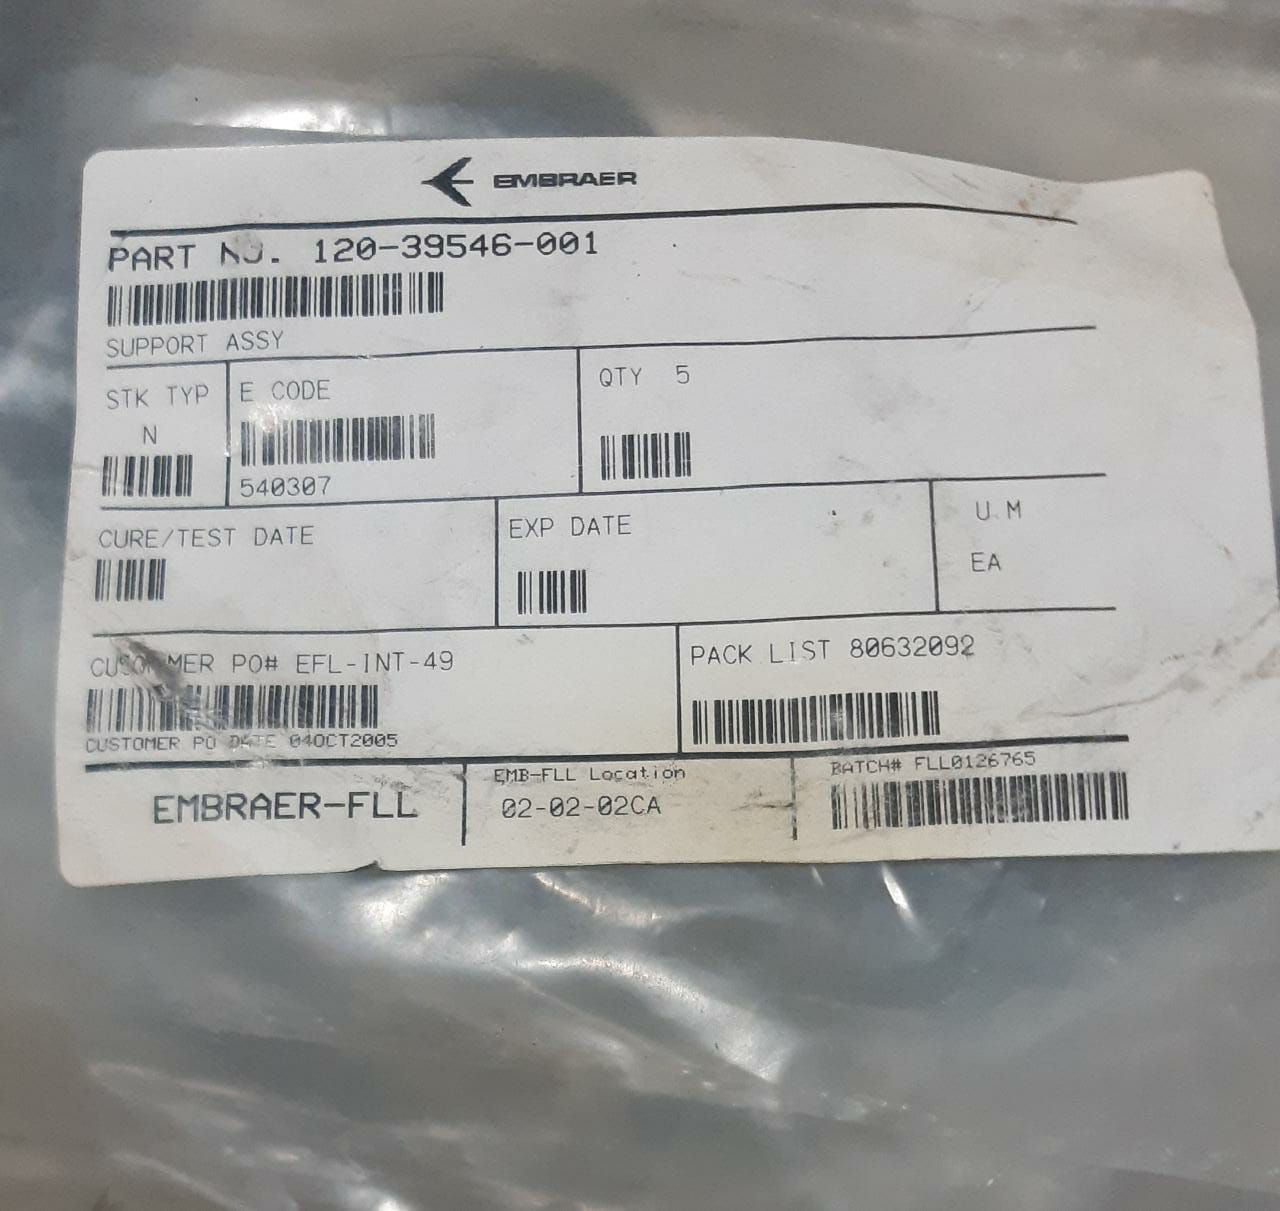 EMBRAER
PART NO. 120-39546-001
SUPPORT ASSY
STK TYP
N
E CODE
540307
QTY 5
CURE/TEST DATE
EXP DATE
U.M
EA
CUSTOMER PO# EFL-INT-49
CUSTOMER PO DATE 04OCT2005
PACK LIST 80632092
EMBRAER-FLL
EMB-FLL Location
02-02-02CA
BATCH# FLL0126765